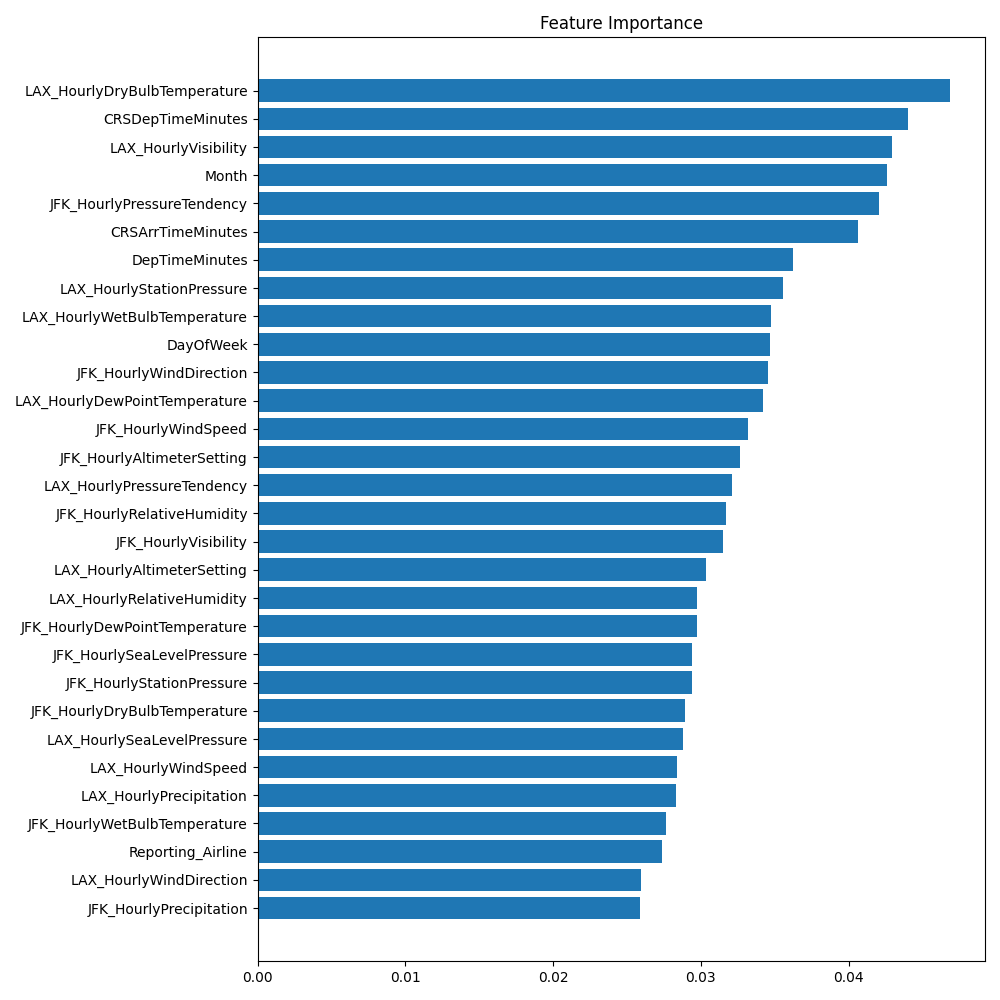 Feature Importance
LAX_HourlyDryBulbTemperature
CRSDepTimeMinutes
LAX_HourlyVisibility
Month
JFK_HourlyPressureTendency
CRSArrTimeMinutes
DepTimeMinutes
LAX_HourlyStationPressure
LAX_HourlyWetBulbTemperature
DayOfWeek
JFK_HourlyWindDirection
LAX_HourlyDewPointTemperature
JFK_HourlyWindSpeed
JFK_HourlyAltimeterSetting
LAX_HourlyPressureTendency
JFK_HourlyRelativeHumidity
JFK_HourlyVisibility
LAX_HourlyAltimeterSetting
LAX_HourlyRelativeHumidity
JFK_HourlyDewPointTemperature
JFK_HourlySeaLevelPressure
JFK_HourlyStationPressure
JFK_HourlyDryBulbTemperature
LAX_HourlySeaLevelPressure
LAX_HourlyWindSpeed
LAX_HourlyPrecipitation
JFK_HourlyWetBulbTemperature
Reporting_Airline
LAX_HourlyWindDirection
JFK_HourlyPrecipitation
0.00 0.01 0.02 0.03 0.04